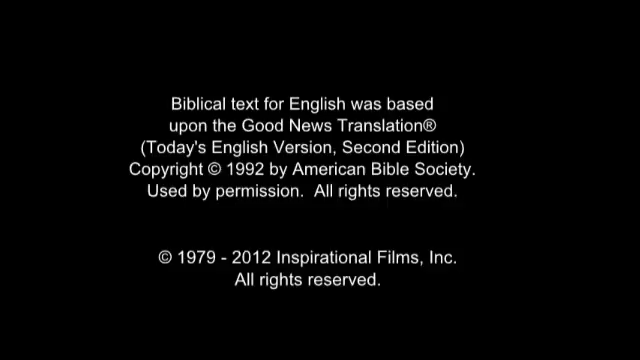 Biblical text for English was based
upon the Good News Translation®
(Today's English Version, Second Edition)
Copyright © 1992 by American Bible Society.
Used by permission.  All rights reserved.
© 1979 - 2012 Inspirational Films, Inc.
All rights reserved.